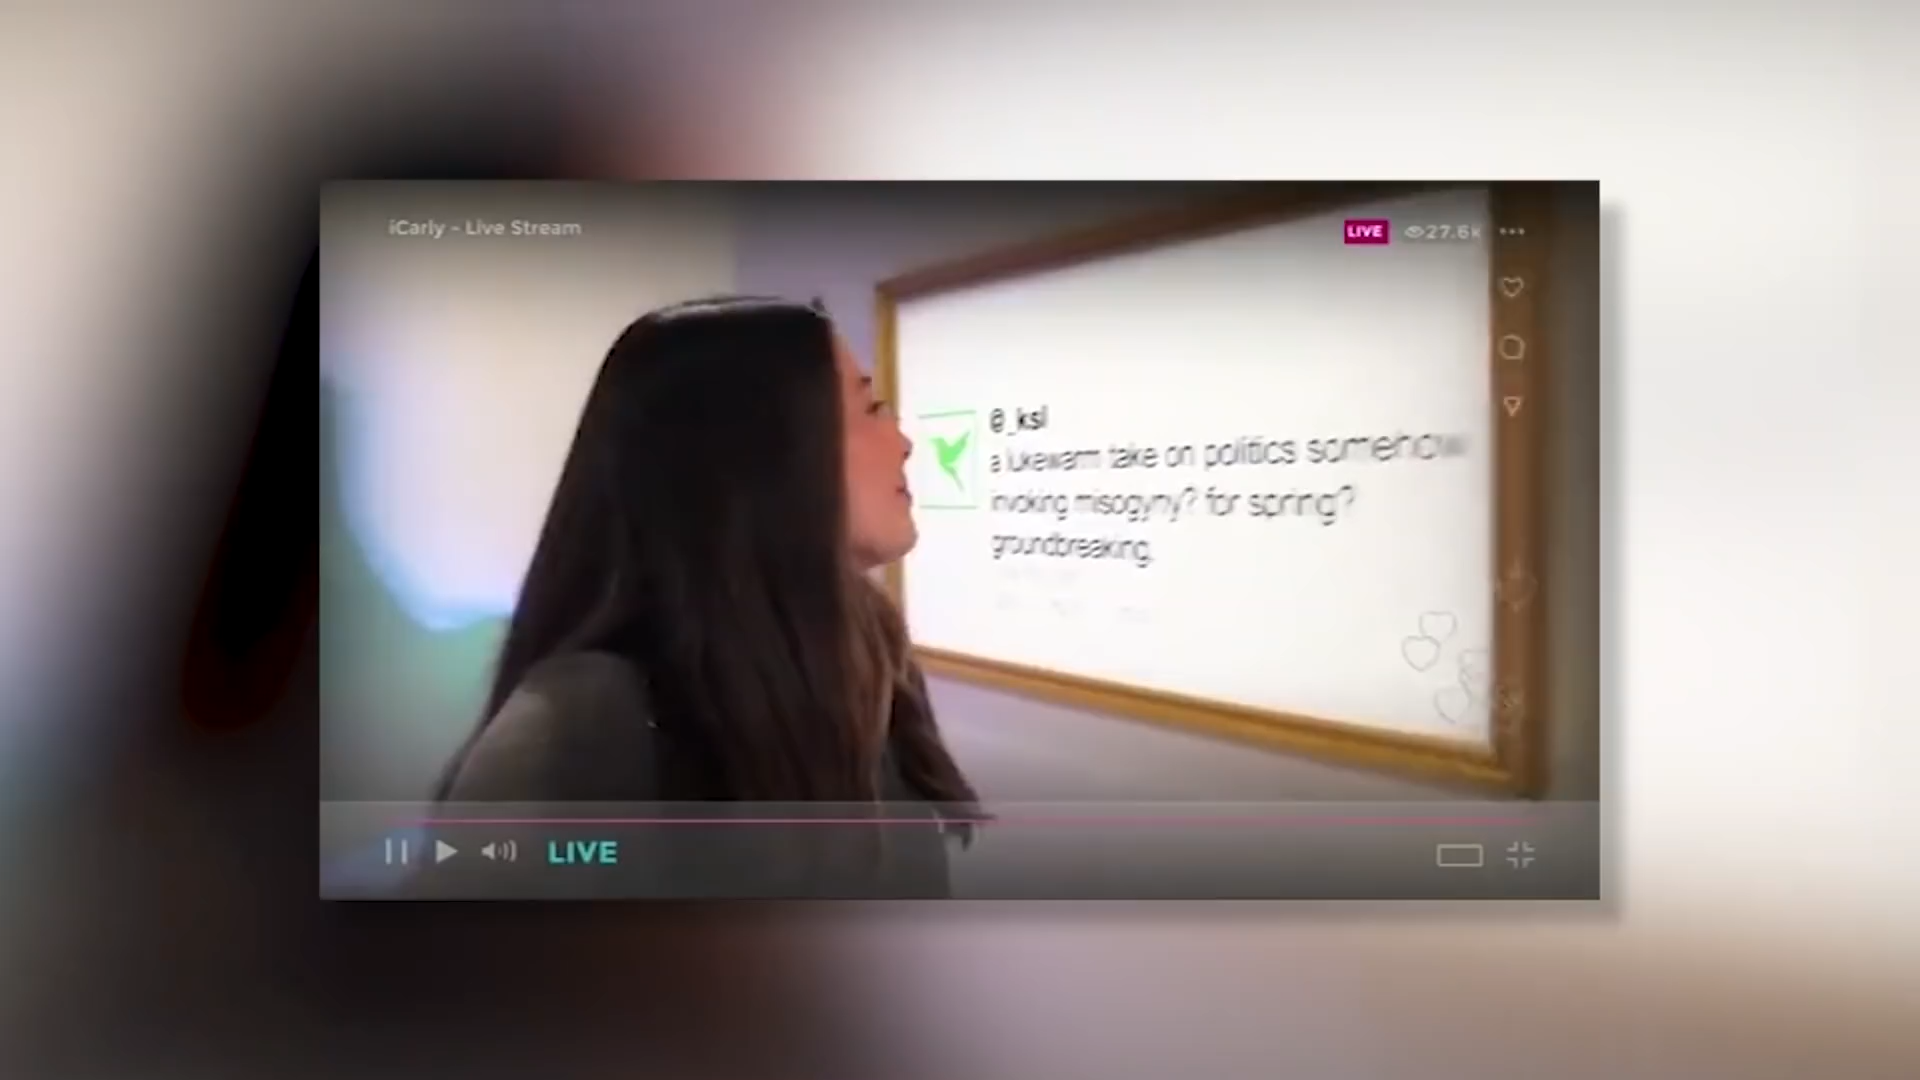 iCarly - Live Stream
LIVE
27.6K
@_ksl
a lukewarm take on politics somehow
invoking misogyny? for spring?
groundbreaking.
LIVE